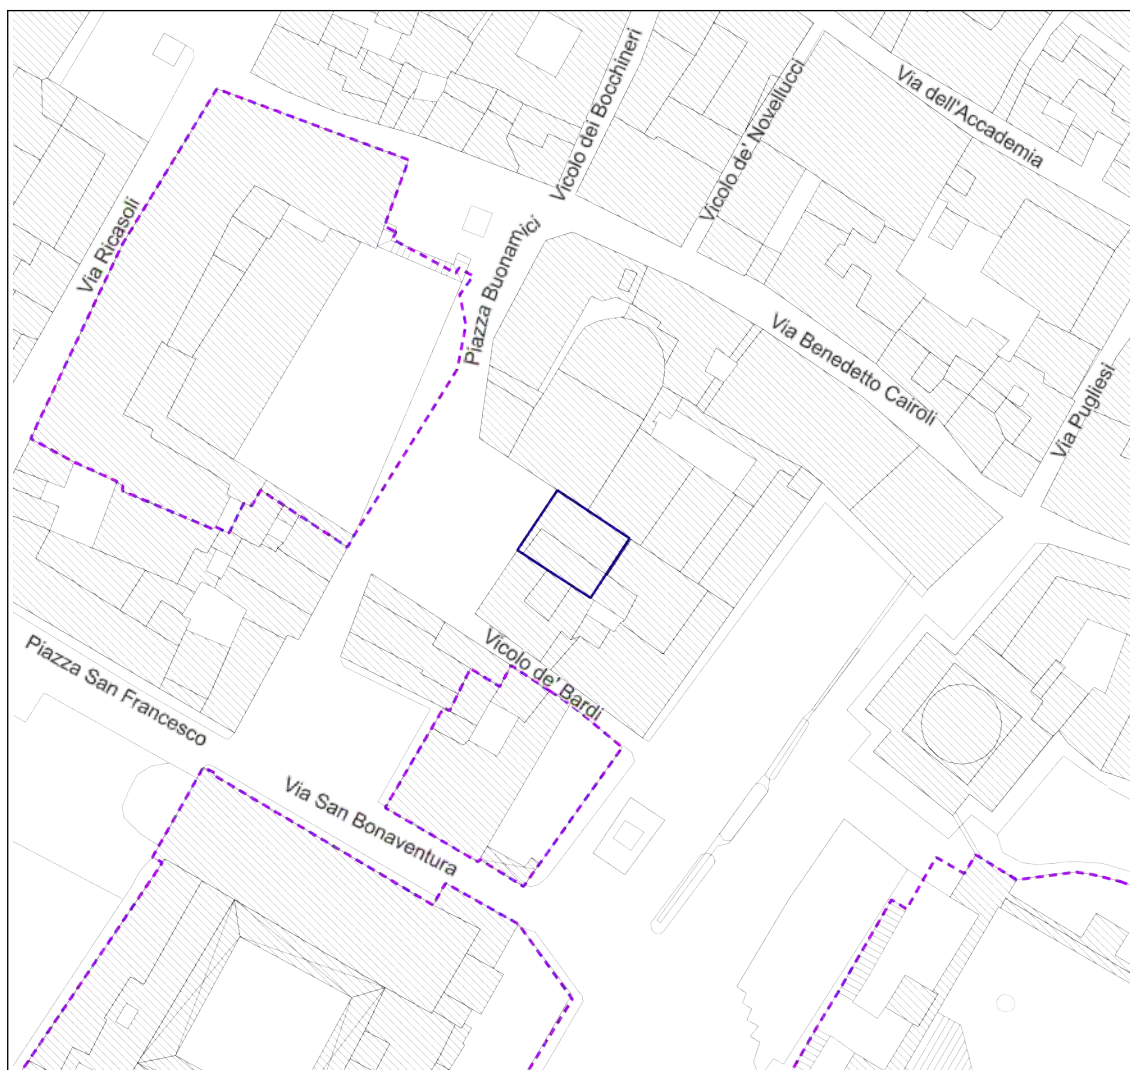 Vicolo dei Bocchineri
Vicolo de' Novellucci
Via dell'Accademia
Via Ricasoli
Piazza Buonamici
Via Benedetto Cairoli
Via Pugliesi
Vicolo de' Bardi
Piazza San Francesco
Via San Bonaventura